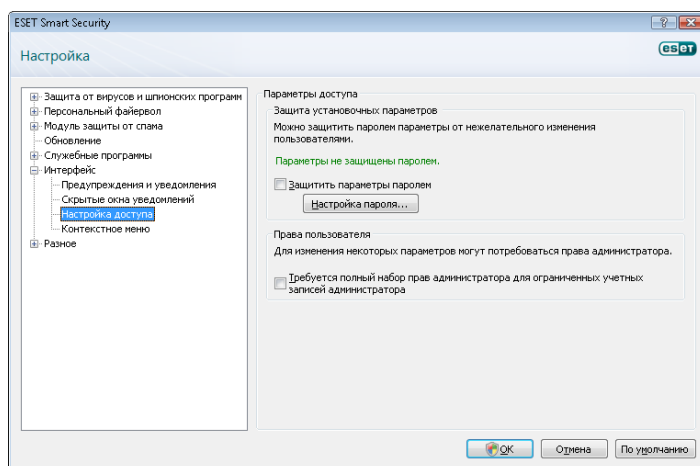 ESET Smart Security
Настройка
eset
Защита от вирусов и шпионских программ
Персональный файервол
Модуль защиты от спама
Обновление
Служебные программы
Интерфейс
Предупреждения и уведомления
Скрытые окна уведомлений
Настройка доступа
Контекстное меню
Разное
Параметры доступа
Защита установочных параметров
Можно защитить паролем параметры от нежелательного изменения
пользователями.
Параметры не защищены паролем.
Защитить параметры паролем
Настройка пароля...
Права пользователя
Для изменения некоторых параметров могут потребоваться права администратора.
Требуется полный набор прав администратора для ограниченных учетных
записей администратора
OK
Отмена
По умолчанию